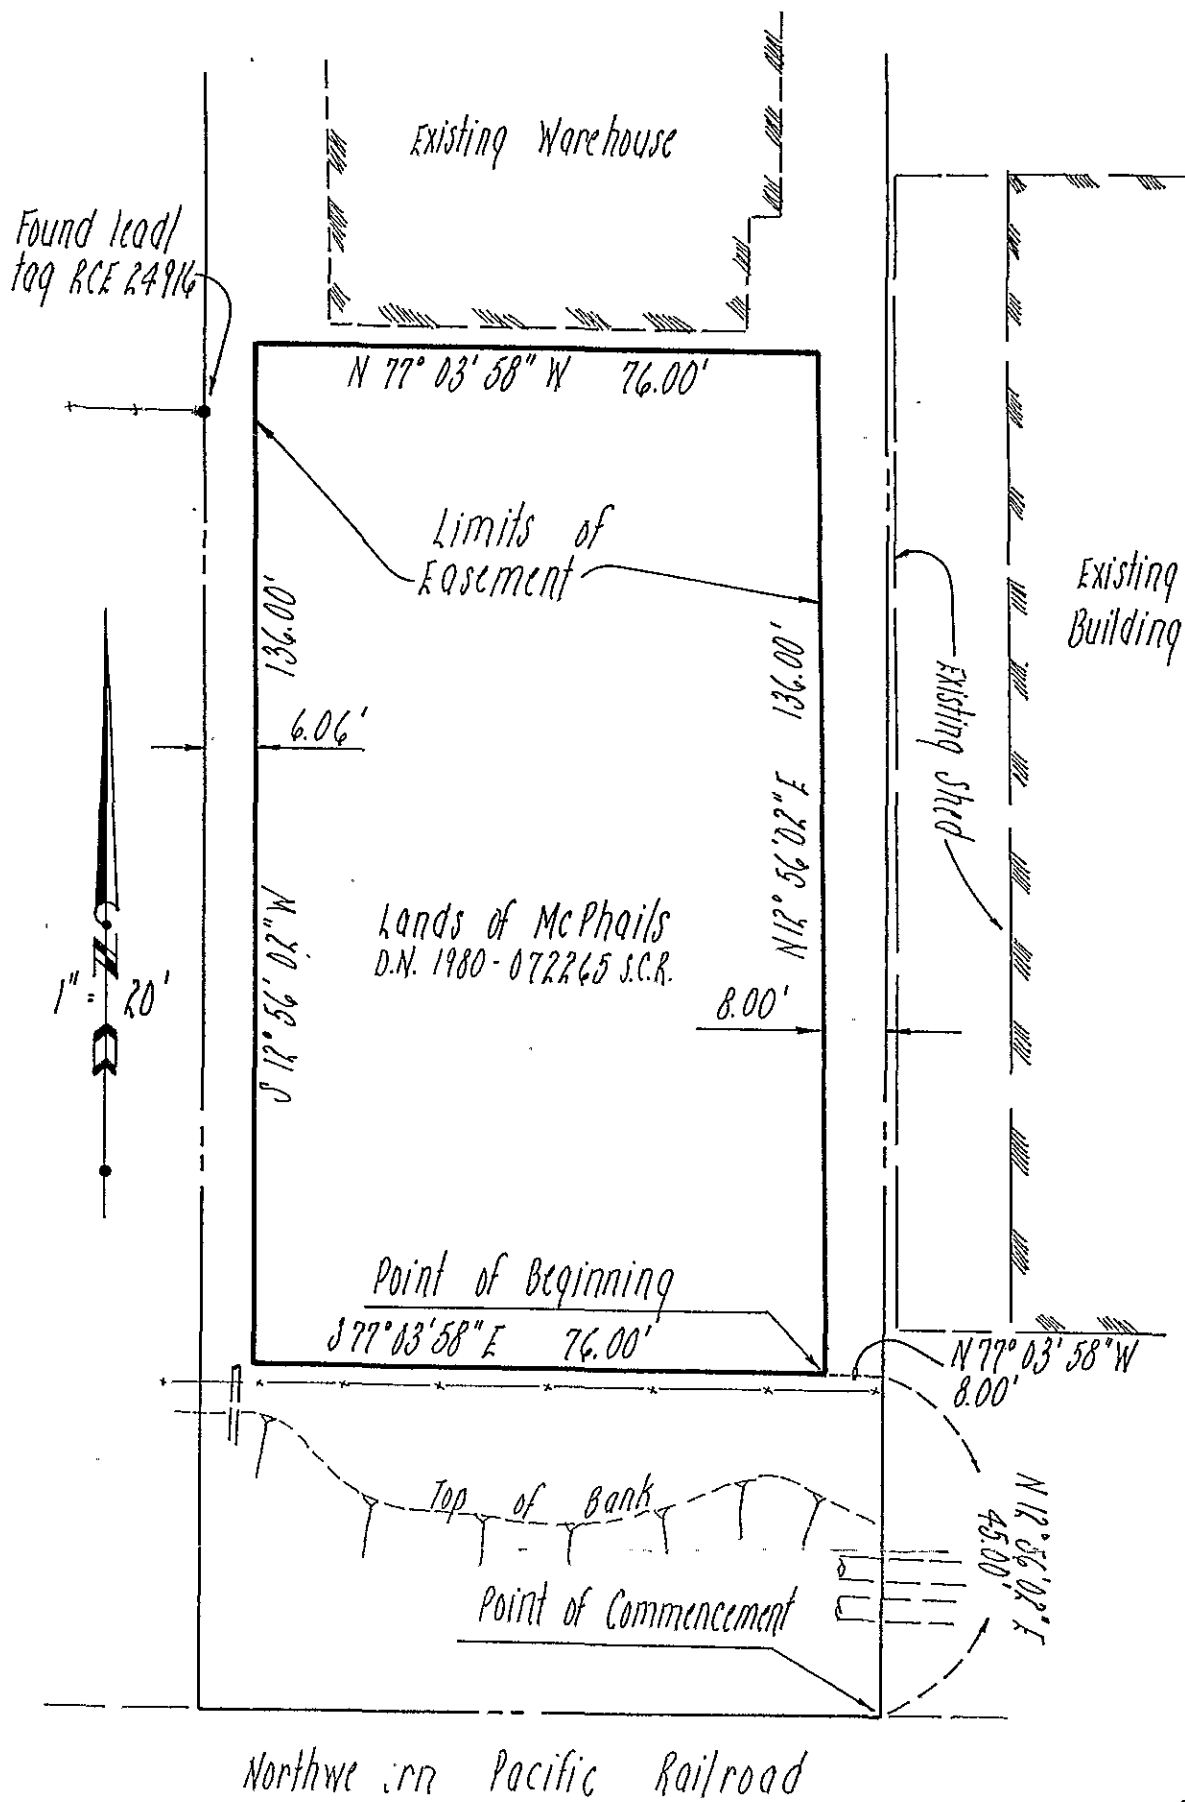 Existing Warehouse
Found lead/
tag RCE 24916
N 77° 03' 58" W 76.00'
Limits of
Easement
Existing
Building
136.00'
136.00'
Existing Shed
6.06'
N 12° 56' 02" E
S 12° 56' 02" W
Lands of McPhails
D.N. 1980-072265 S.C.R.
N
1" = 20'
8.00'
Point of Beginning
S 77° 03' 58" E 76.00'
N 77° 03' 58" W
8.00'
Top of Bank
N 12° 56' 02" E
45.00'
Point of Commencement
Pacific Railroad